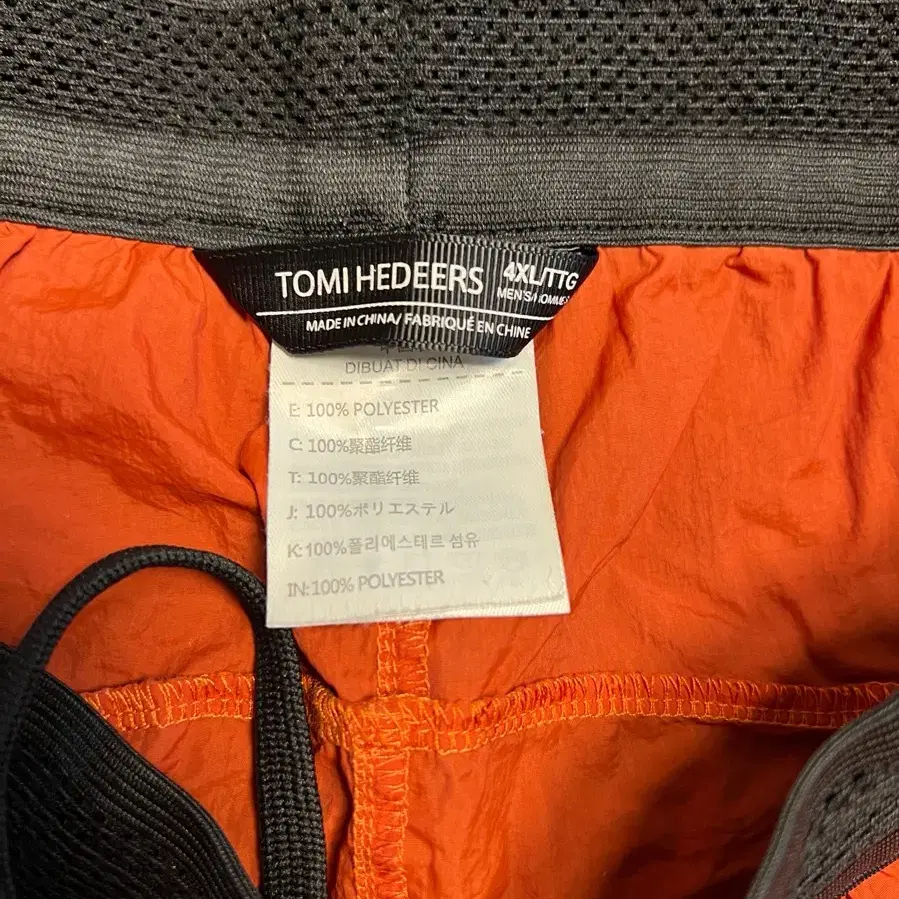 TOMI HEDEERS
4XL/TTG
MEN'S/HOMMES
MADE IN CHINA/ FABRIQUÉ EN CHINE
DIBUAT DI CINA
E: 100% POLYESTER
C: 100%聚酯纤维
T: 100%聚酯纤维
J: 100%ポリエステル
K: 100%폴리에스테르 섬유
IN: 100% POLYESTER